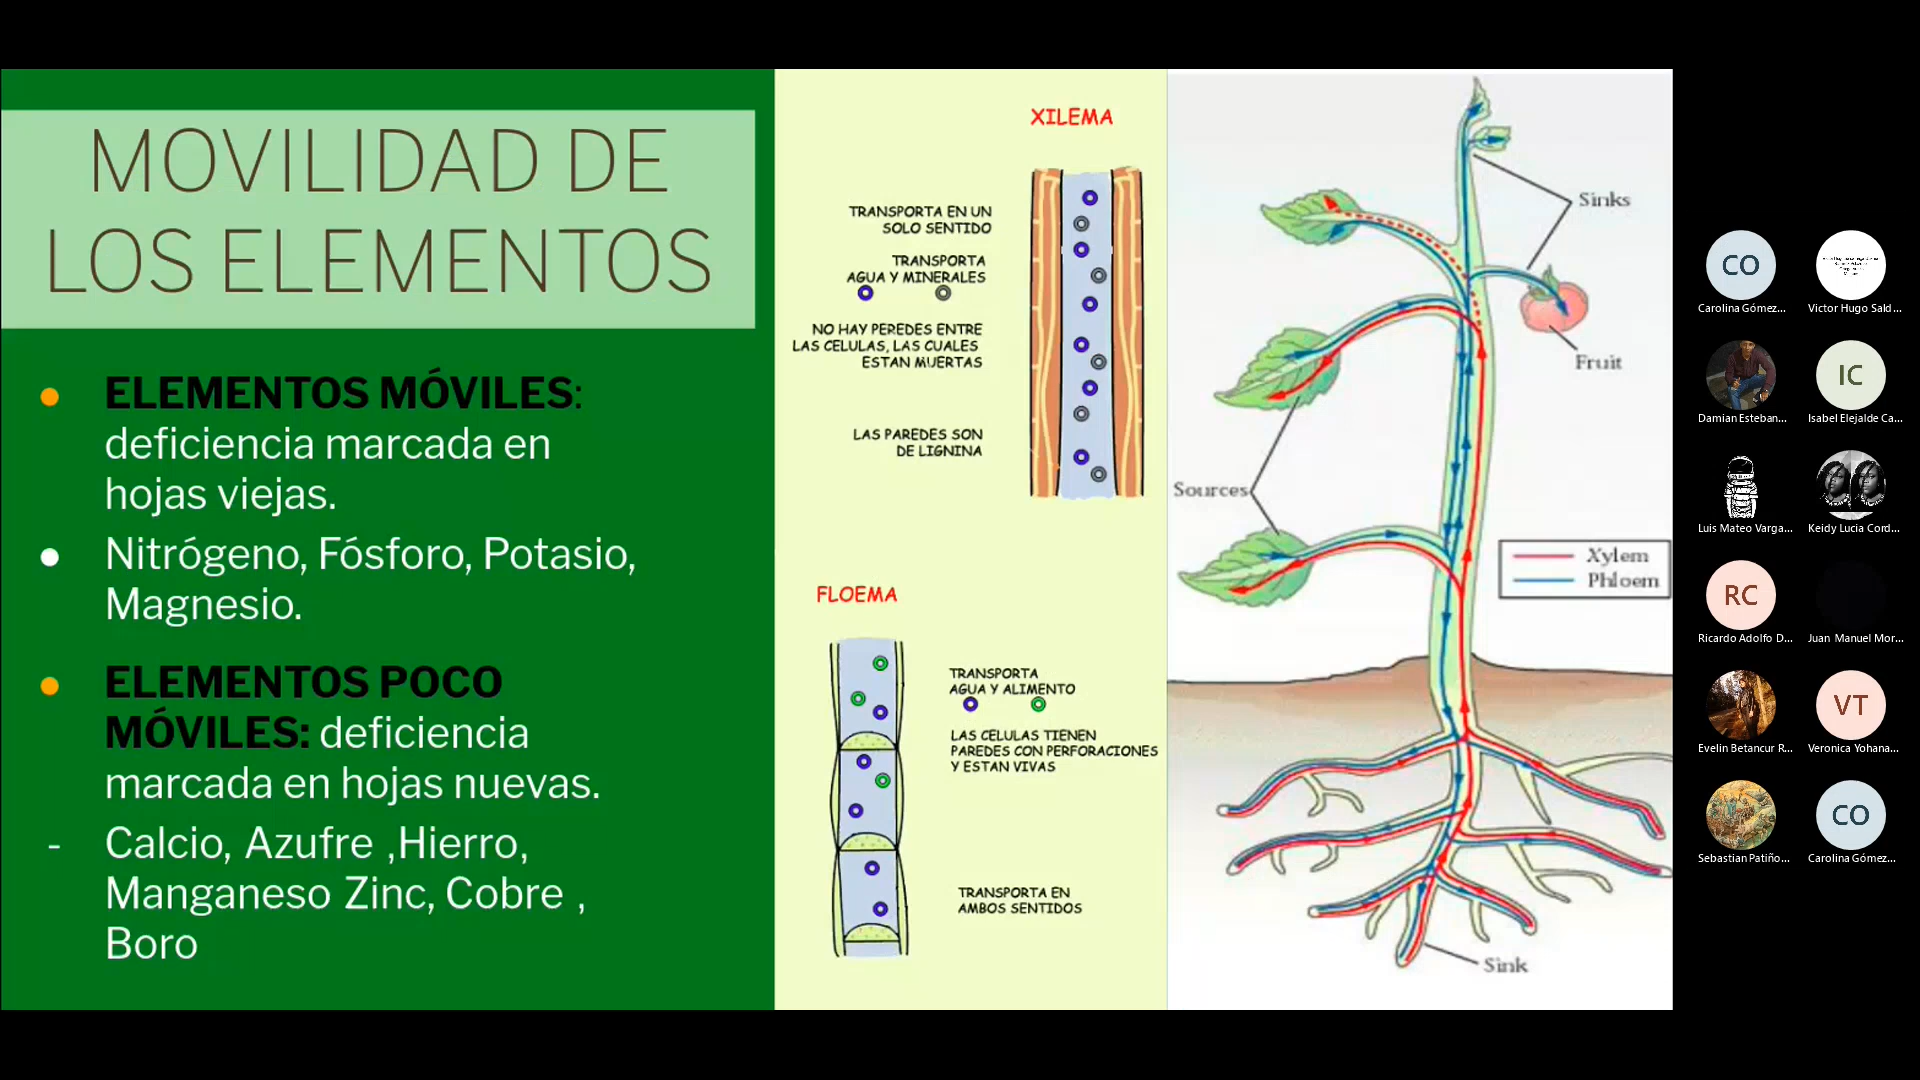 MOVILIDAD DE
LOS ELEMENTOS
ELEMENTOS MÓVILES:
deficiencia marcada en
hojas viejas.
Nitrógeno, Fósforo, Potasio,
Magnesio.
ELEMENTOS POCO
MÓVILES: deficiencia
marcada en hojas nuevas.
- Calcio, Azufre ,Hierro,
Manganeso Zinc, Cobre ,
Boro
XILEMA
TRANSPORTA EN UN
SOLO SENTIDO
TRANSPORTA
AGUA Y MINERALES
NO HAY PEREDES ENTRE
LAS CELULAS, LAS CUALES
ESTAN MUERTAS
LAS PAREDES SON
DE LIGNINA
FLOEMA
TRANSPORTA
AGUA Y ALIMENTO
LAS CELULAS TIENEN
PAREDES CON PERFORACIONES
Y ESTAN VIVAS
TRANSPORTA EN
AMBOS SENTIDOS
Sinks
Fruit
Sources
Xylem
Phloem
Sink
CO
Carolina Gómez...
Victor Hugo Sald...
Damian Esteban...
IC
Isabel Elejalde Ca...
Luis Mateo Varga...
Keidy Lucia Cord...
RC
Ricardo Adolfo D...
Juan Manuel Mor...
Evelin Betancur R...
VT
Veronica Yohana...
Sebastian Patiño...
CO
Carolina Gómez...